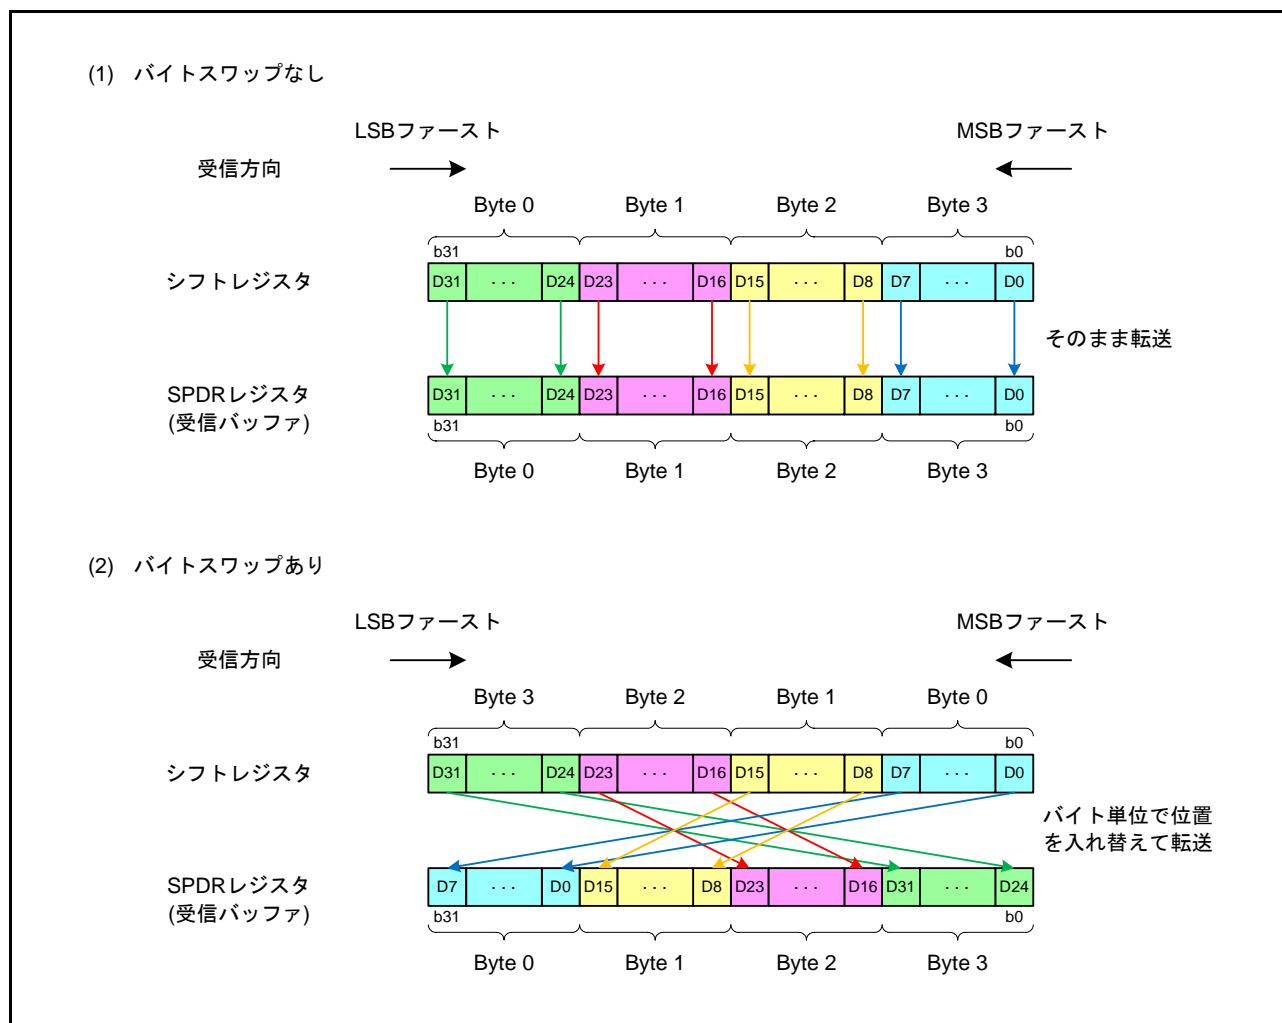 (1) バイトスワップなし
LSBファースト MSBファースト
受信方向
Byte 0 Byte 1 Byte 2 Byte 3
b31 b0
シフトレジスタ D31 ... D24 D23 ... D16 D15 ... D8 D7 ... D0
そのまま転送
SPDRレジスタ D31 ... D24 D23 ... D16 D15 ... D8 D7 ... D0
(受信バッファ) b31 b0
Byte 0 Byte 1 Byte 2 Byte 3
(2) バイトスワップあり
LSBファースト MSBファースト
受信方向
Byte 3 Byte 2 Byte 1 Byte 0
b31 b0
シフトレジスタ D31 ... D24 D23 ... D16 D15 ... D8 D7 ... D0
バイト単位で位置
を入れ替えて転送
SPDRレジスタ D7 ... D0 D15 ... D8 D23 ... D16 D31 ... D24
(受信バッファ) b31 b0
Byte 0 Byte 1 Byte 2 Byte 3